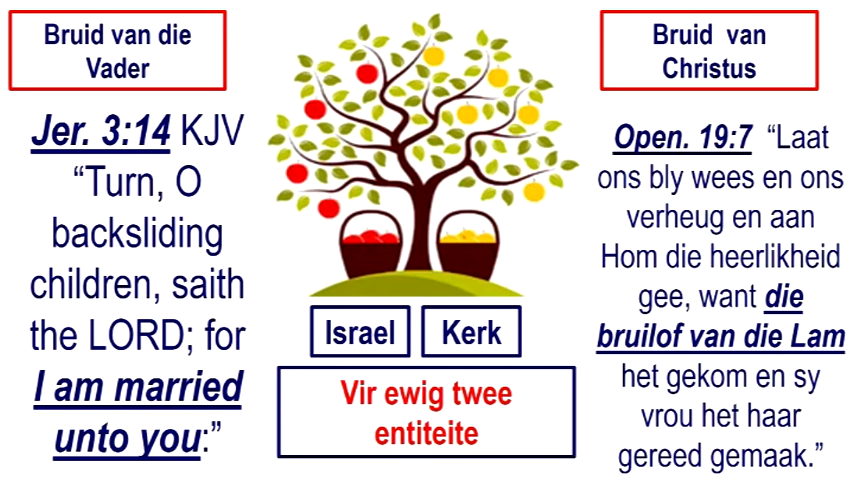 Bruid van die
Vader
Jer. 3:14 KJV
“Turn, O
backsliding
children, saith
the LORD; for
I am married
unto you:”
Israel
Kerk
Vir ewig twee
entiteite
Bruid van
Christus
Open. 19:7 “Laat
ons bly wees en ons
verheug en aan
Hom die heerlikheid
gee, want die
bruilof van die Lam
het gekom en sy
vrou het haar
gereed gemaak.”